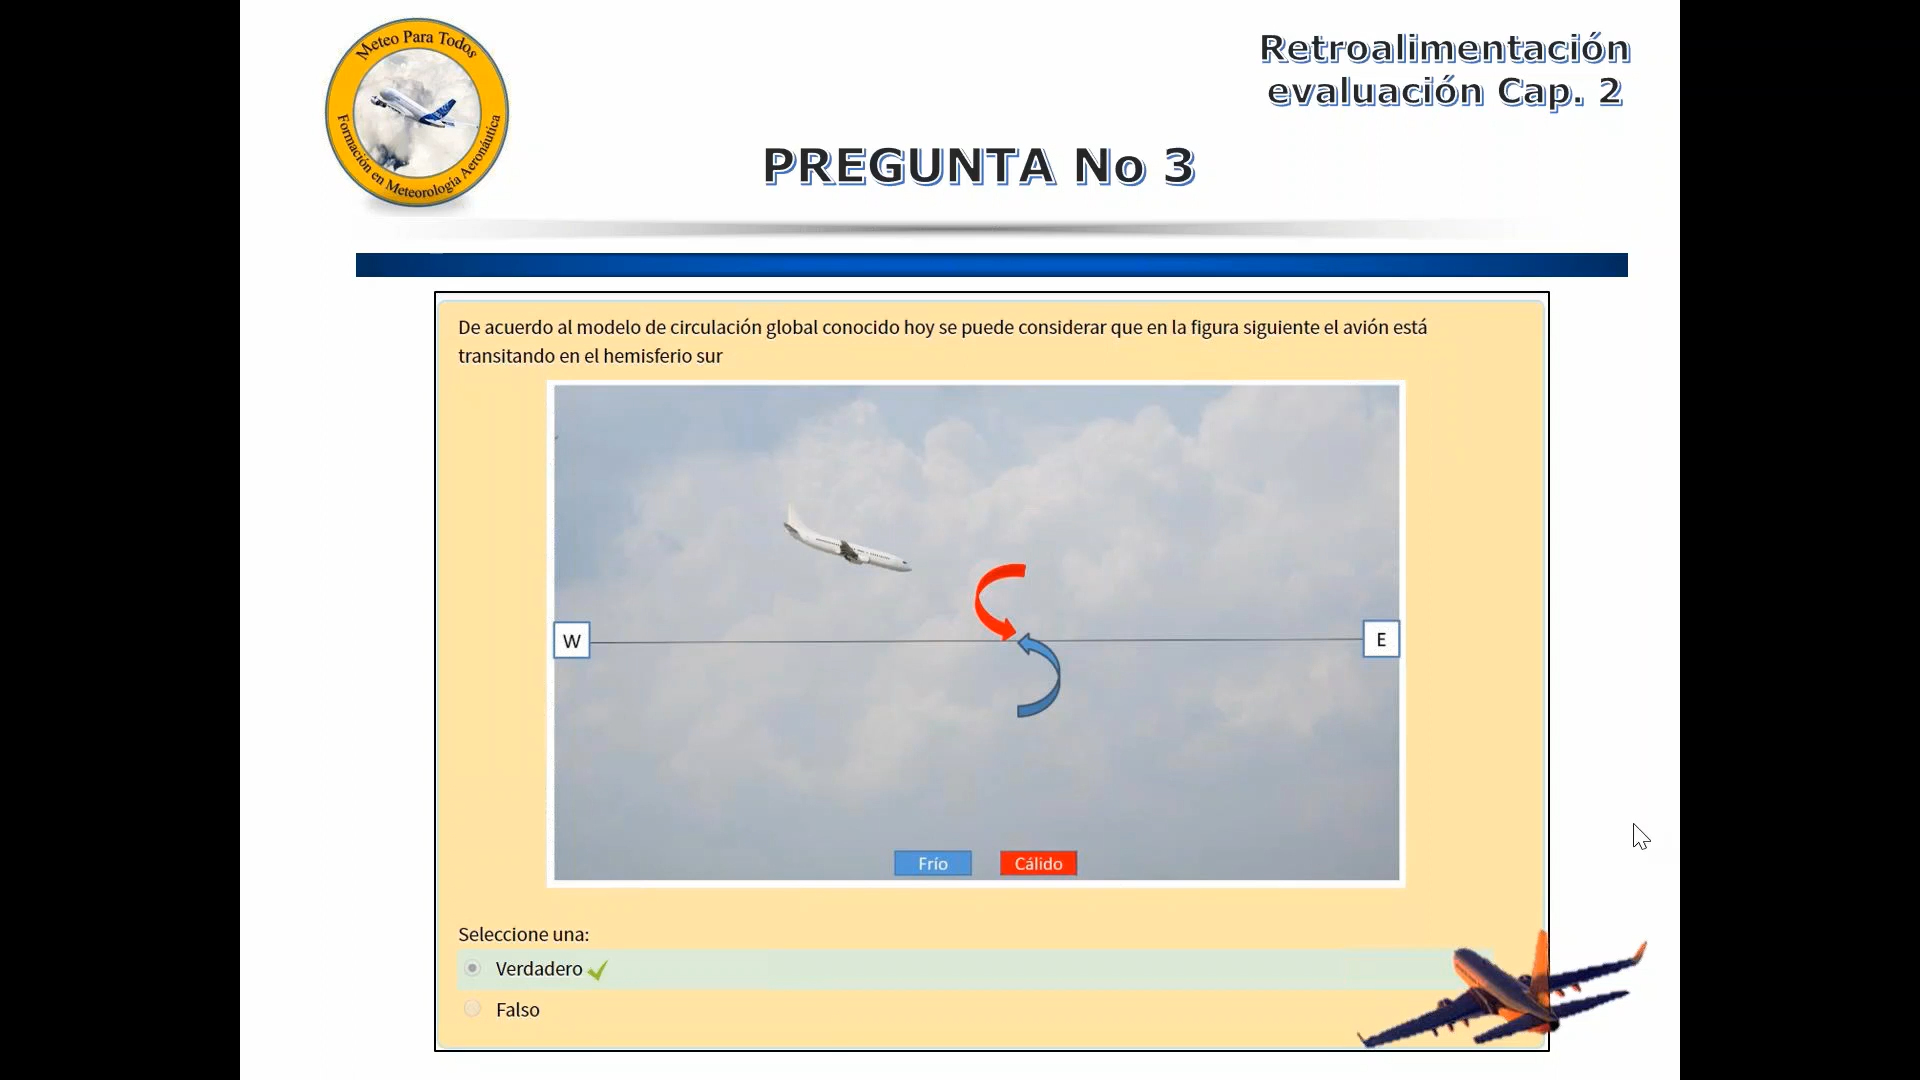 Meteo Para Todos
Formación en Meteorología Aeronáutica
Retroalimentación
evaluación Cap. 2
PREGUNTA No 3
De acuerdo al modelo de circulación global conocido hoy se puede considerar que en la figura siguiente el avión está
transitando en el hemisferio sur
W
E
Frío
Cálido
Seleccione una:
Verdadero
Falso